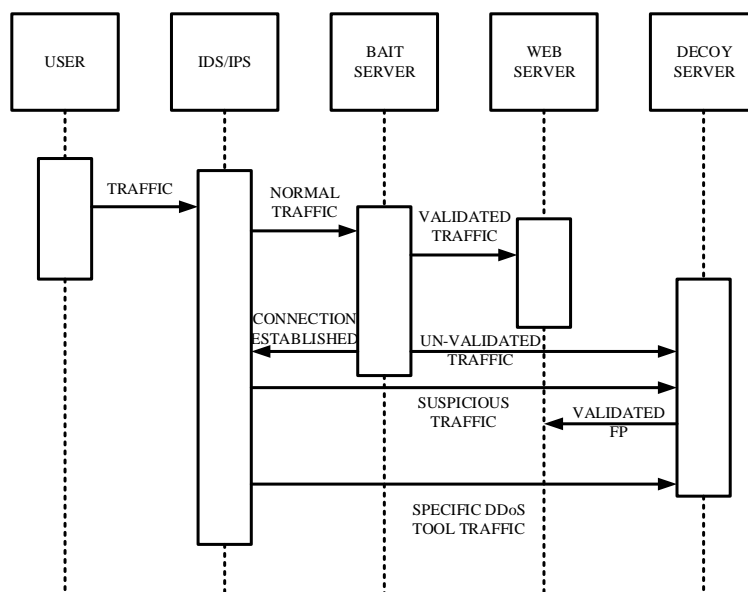 USER
IDS/IPS
BAIT
SERVER
WEB
SERVER
DECOY
SERVER
TRAFFIC
NORMAL
TRAFFIC
VALIDATED
TRAFFIC
CONNECTION
ESTABLISHED
UN-VALIDATED
TRAFFIC
SUSPICIOUS
TRAFFIC
VALIDATED
FP
SPECIFIC DDoS
TOOL TRAFFIC